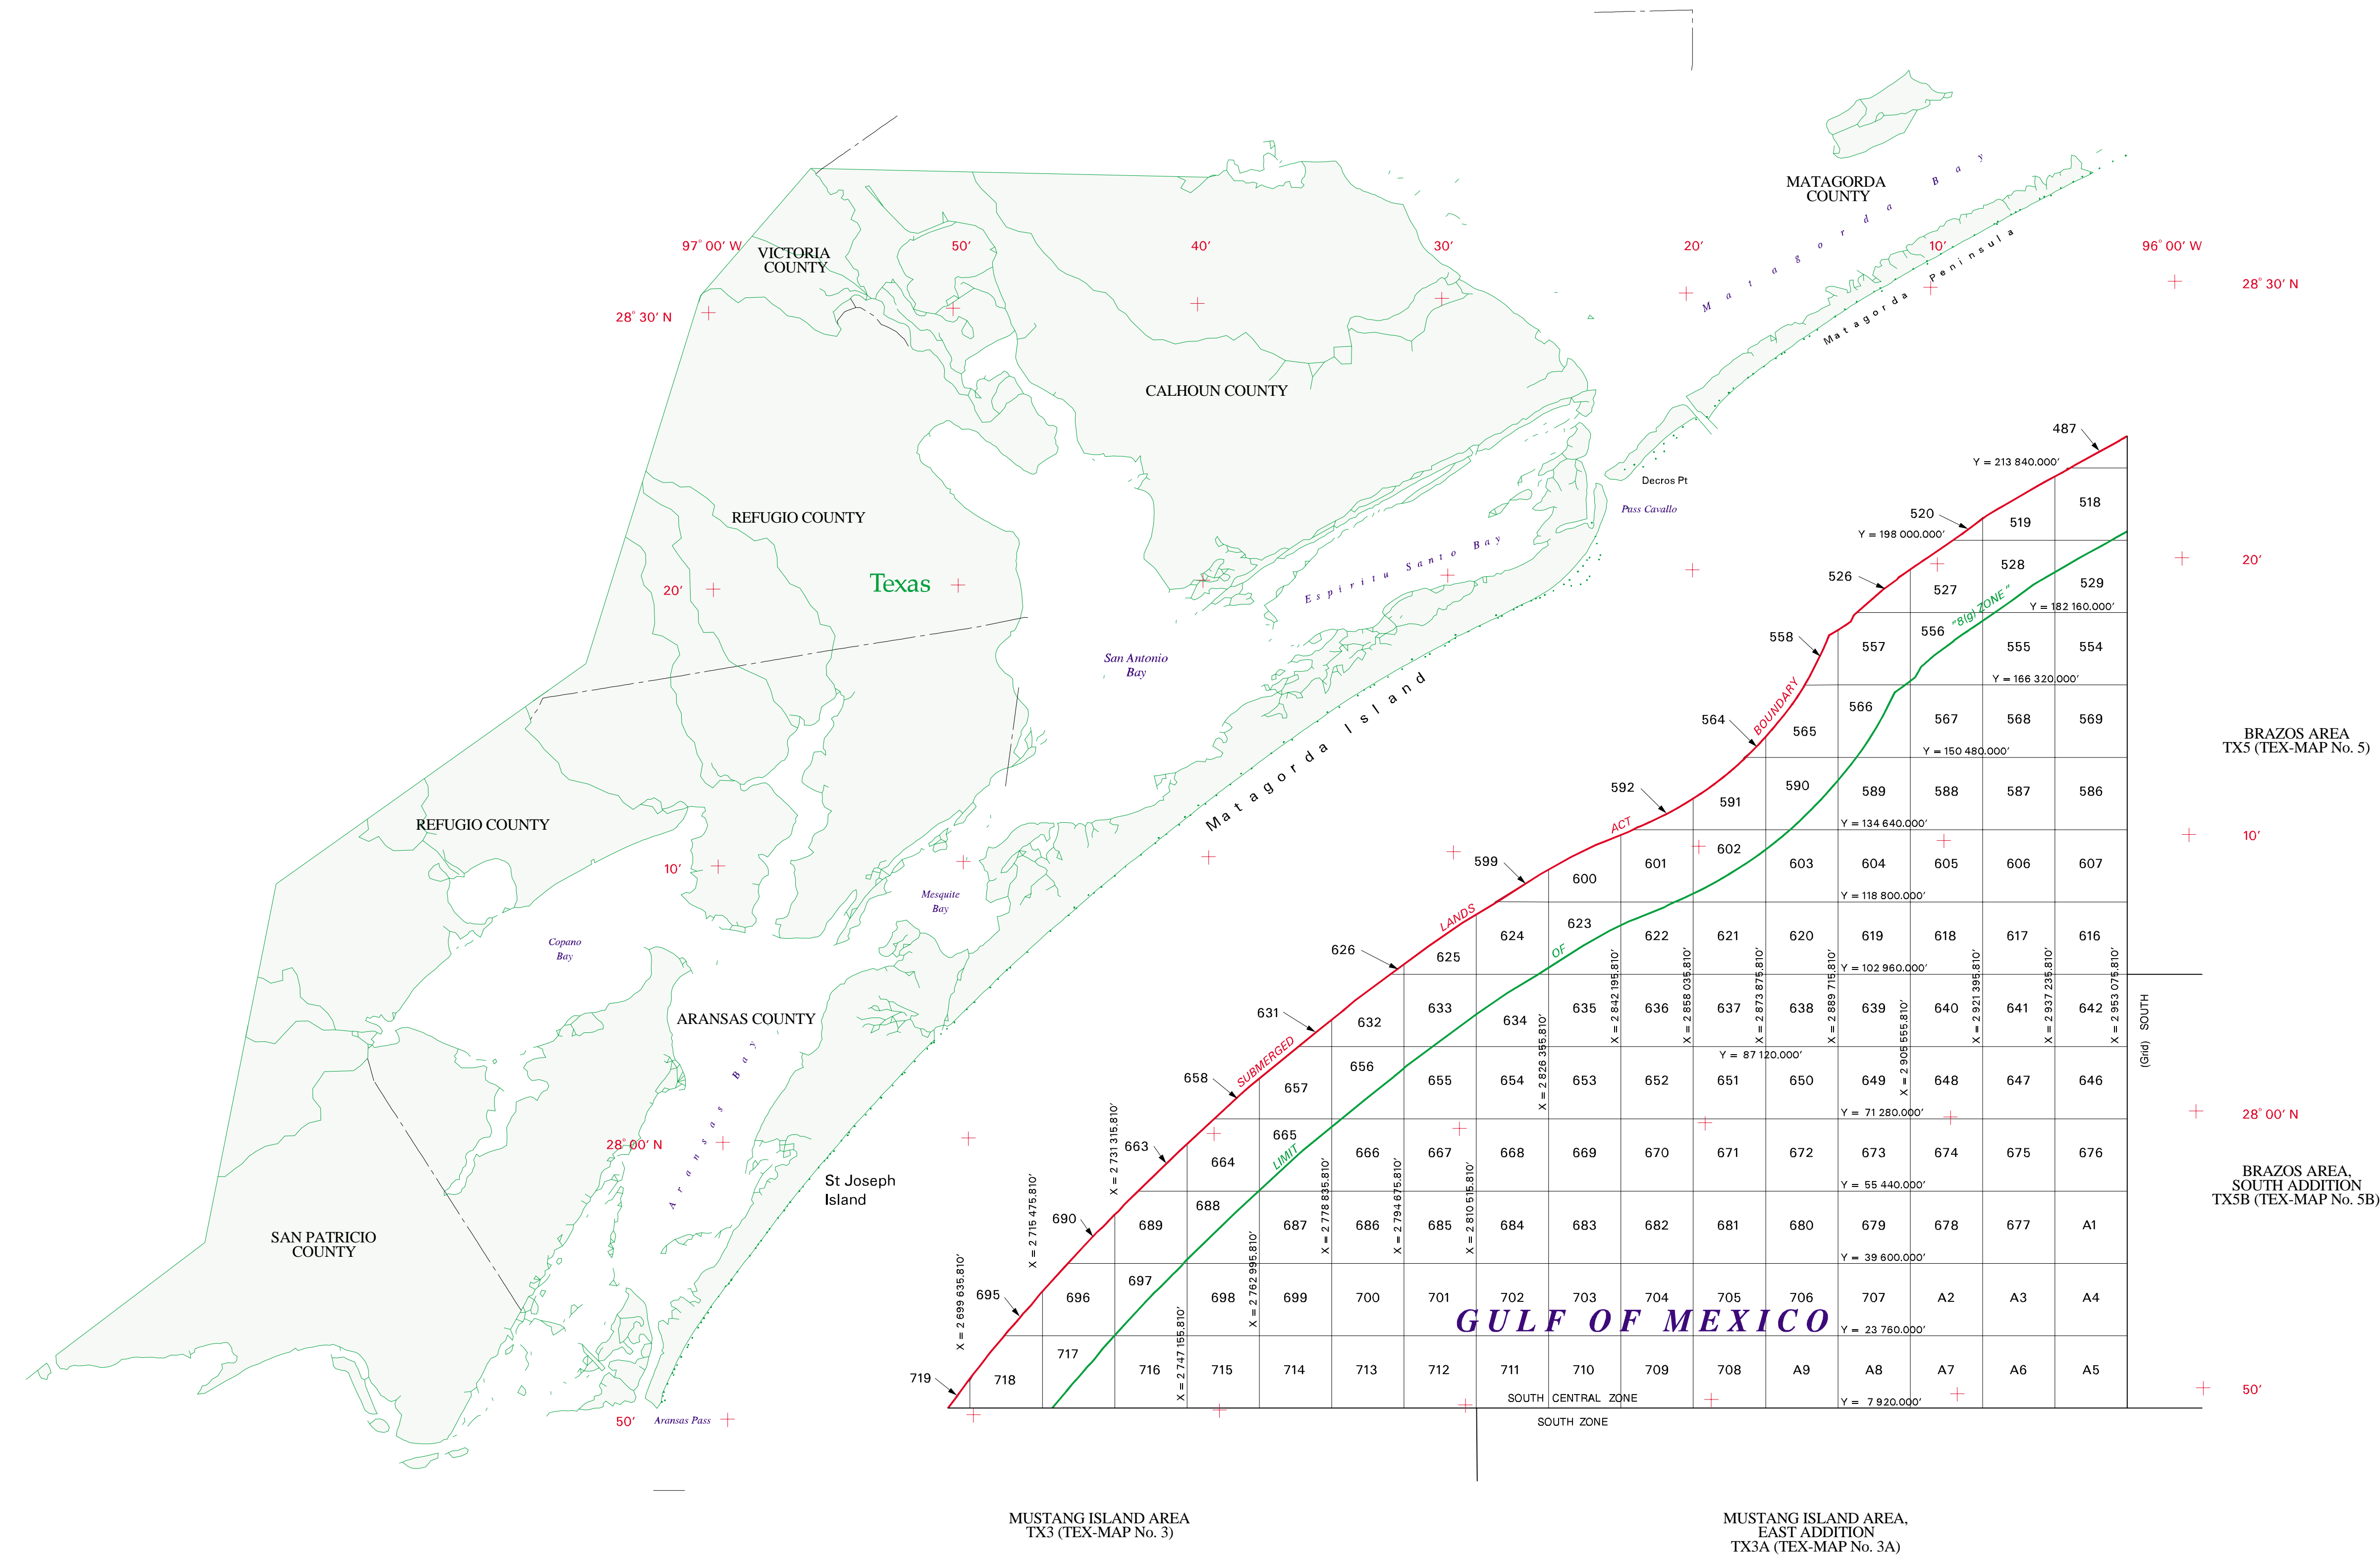 MATAGORDA
COUNTY
Matagorda Bay
Matagorda Peninsula
97° 00′ W
50′
40′
30′
20′
10′
96° 00′ W
VICTORIA
COUNTY
28° 30′ N
28° 30′ N
CALHOUN COUNTY
487
Y = 213 840.000′
Decros Pt
Pass Cavallo
518
REFUGIO COUNTY
520
519
Y = 198 000.000′
Espiritu Santo Bay
20′
Texas
20′
526
527
528
529
"8(g) ZONE"
Y = 182 160.000′
558
557
556
555
554
San Antonio
Bay
Y = 166 320.000′
Matagorda Island
BOUNDARY
564
565
566
567
568
569
BRAZOS AREA
TX5 (TEX-MAP No. 5)
Y = 150 480.000′
592
591
590
589
588
587
586
REFUGIO COUNTY
ACT
Y = 134 640.000′
10′
10′
599
600
601
602
603
604
605
606
607
Mesquite
Bay
Y = 118 800.000′
LANDS
Copano
Bay
626
625
624
623
622
621
620
619
618
617
616
OF
Y = 102 960.000′
X = 2 842 195.810′
X = 2 858 035.810′
X = 2 873 875.810′
X = 2 889 715.810′
X = 2 921 395.810′
X = 2 937 235.810′
X = 2 953 075.810′
ARANSAS COUNTY
631
632
633
634
635
636
637
638
639
640
641
642
(Grid) SOUTH
X = 2 826 355.810′
X = 2 905 555.810′
Aransas Bay
SUBMERGED
Y = 87 120.000′
658
657
656
655
654
653
652
651
650
649
648
647
646
Y = 71 280.000′
28° 00′ N
28° 00′ N
663
664
665
666
667
668
669
670
671
672
673
674
675
676
LIMIT
X = 2 731 315.810′
X = 2 778 835.810′
X = 2 794 675.810′
X = 2 810 515.810′
St Joseph
Island
Y = 55 440.000′
BRAZOS AREA,
SOUTH ADDITION
TX5B (TEX-MAP No. 5B)
X = 2 715 475.810′
690
689
688
687
686
685
684
683
682
681
680
679
678
677
A1
SAN PATRICIO
COUNTY
Y = 39 600.000′
X = 2 699 635.810′
X = 2 762 995.810′
695
696
697
698
699
700
701
702
703
704
705
706
707
A2
A3
A4
GULF OF MEXICO
Y = 23 760.000′
X = 2 747 155.810′
719
718
717
716
715
714
713
712
711
710
709
708
A9
A8
A7
A6
A5
50′
SOUTH CENTRAL ZONE
Y = 7 920.000′
50′
Aransas Pass
SOUTH ZONE
MUSTANG ISLAND AREA
TX3 (TEX-MAP No. 3)
MUSTANG ISLAND AREA,
EAST ADDITION
TX3A (TEX-MAP No. 3A)